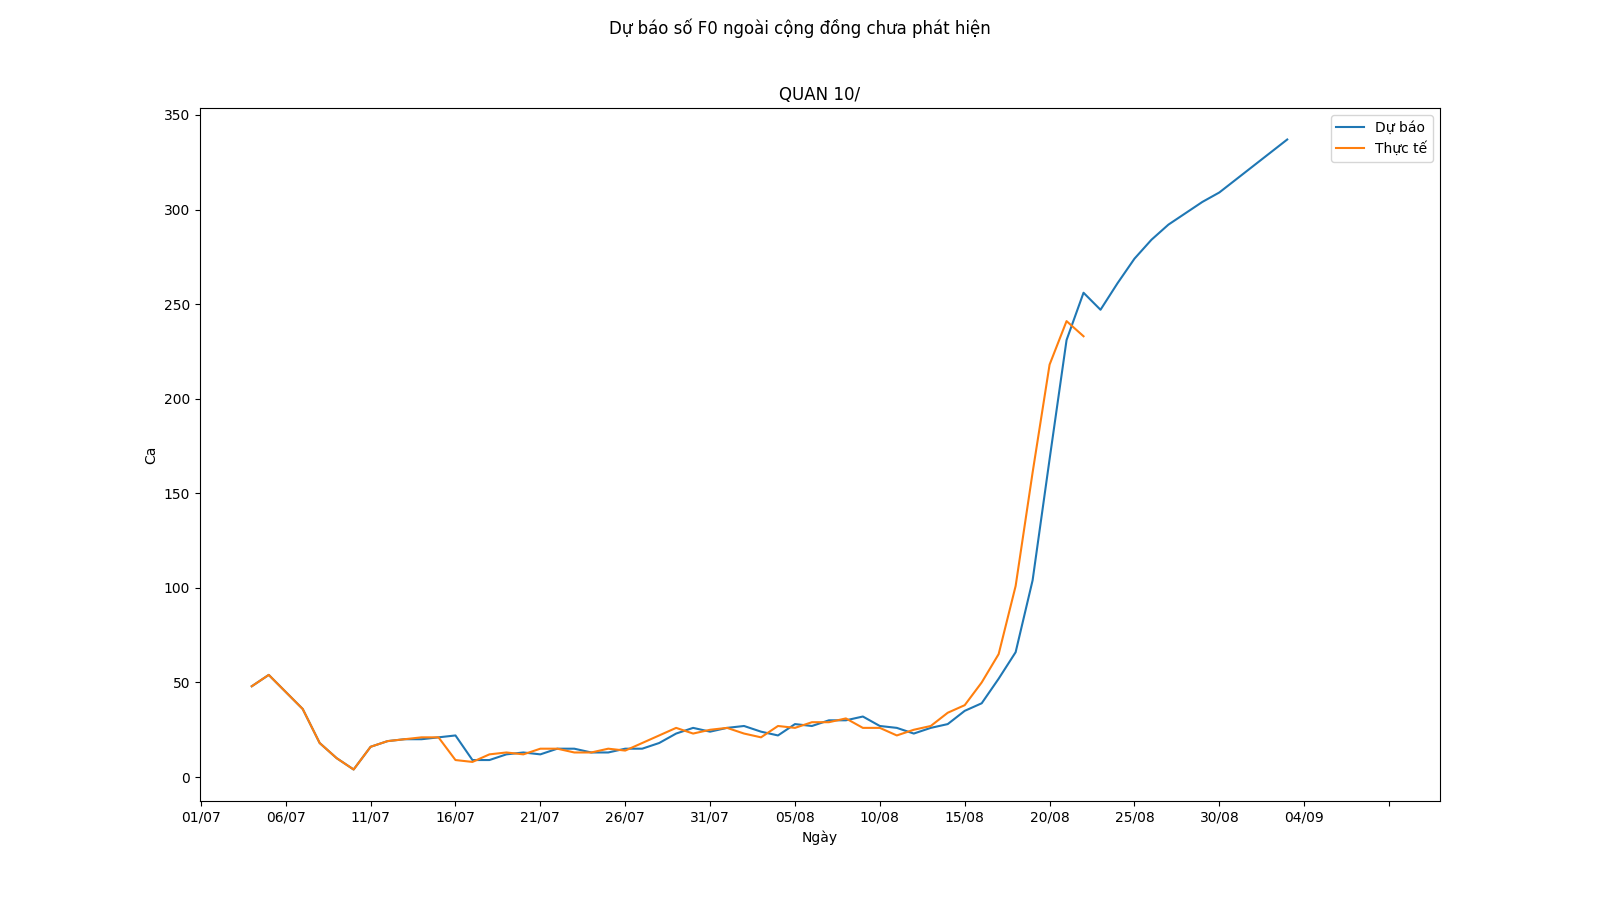 Dự báo số F0 ngoài cộng đồng chưa phát hiện
QUAN 10/
Dự báo
Thực tế
350
300
250
200
150
100
50
0
Ca
01/07 06/07 11/07 16/07 21/07 26/07 31/07 05/08 10/08 15/08 20/08 25/08 30/08 04/09
Ngày